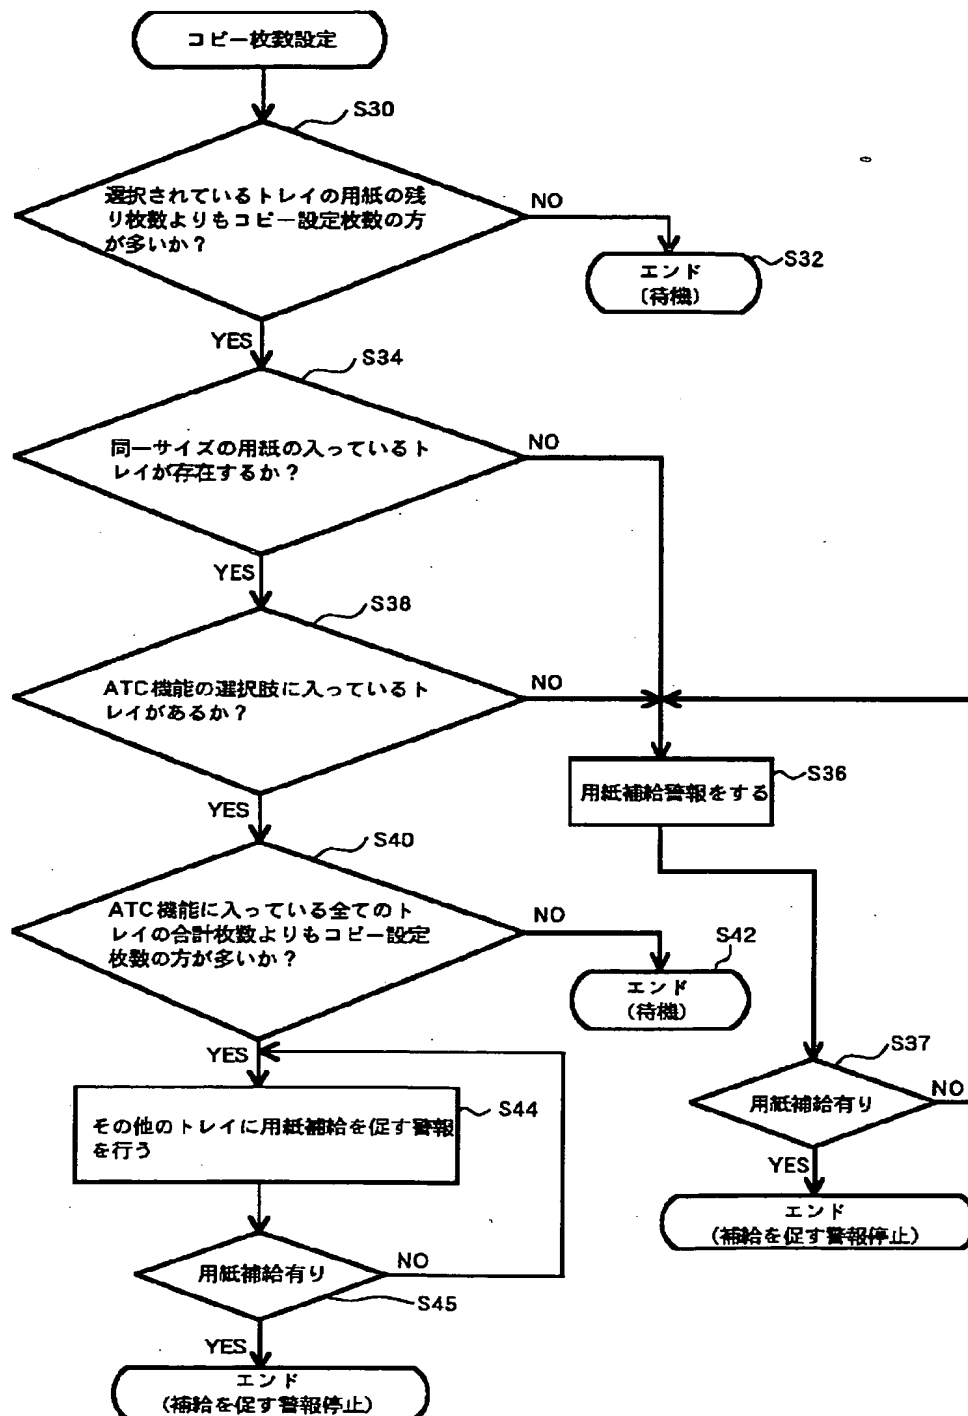 コピー枚数設定
S30
選択されているトレイの用紙の残
り枚数よりもコピー設定枚数の方
が多いか？
NO
S32
エンド
(待機)
YES
S34
同一サイズの用紙の入っているト
レイが存在するか？
NO
YES
S38
ATC機能の選択肢に入っているト
レイがあるか？
NO
S36
用紙補給警報をする
YES
S40
ATC機能に入っている全てのト
レイの合計枚数よりもコピー設定
枚数の方が多いか？
NO
S42
エンド
(待機)
YES
S37
用紙補給有り
NO
S44
その他のトレイに用紙補給を促す警報
を行う
YES
エンド
(補給を促す警報停止)
用紙補給有り
NO
S45
YES
エンド
(補給を促す警報停止)